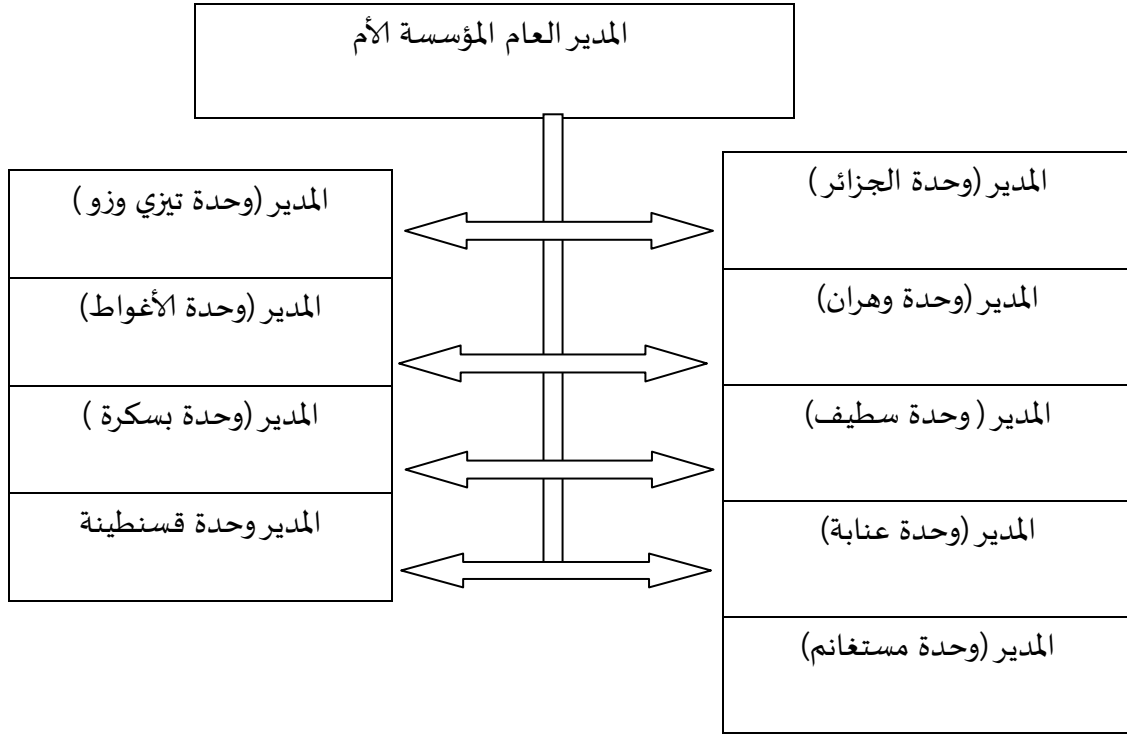 المدير العام المؤسسة الأم
المدير (وحدة الجزائر )
المدير (وحدة تيزي وزو )
المدير (وحدة وهران)
المدير (وحدة الأغواط)
المدير ( وحدة سطيف)
المدير (وحدة بسكرة )
المدير (وحدة عنابة)
المدير وحدة قسنطينة
المدير (وحدة مستغانم)